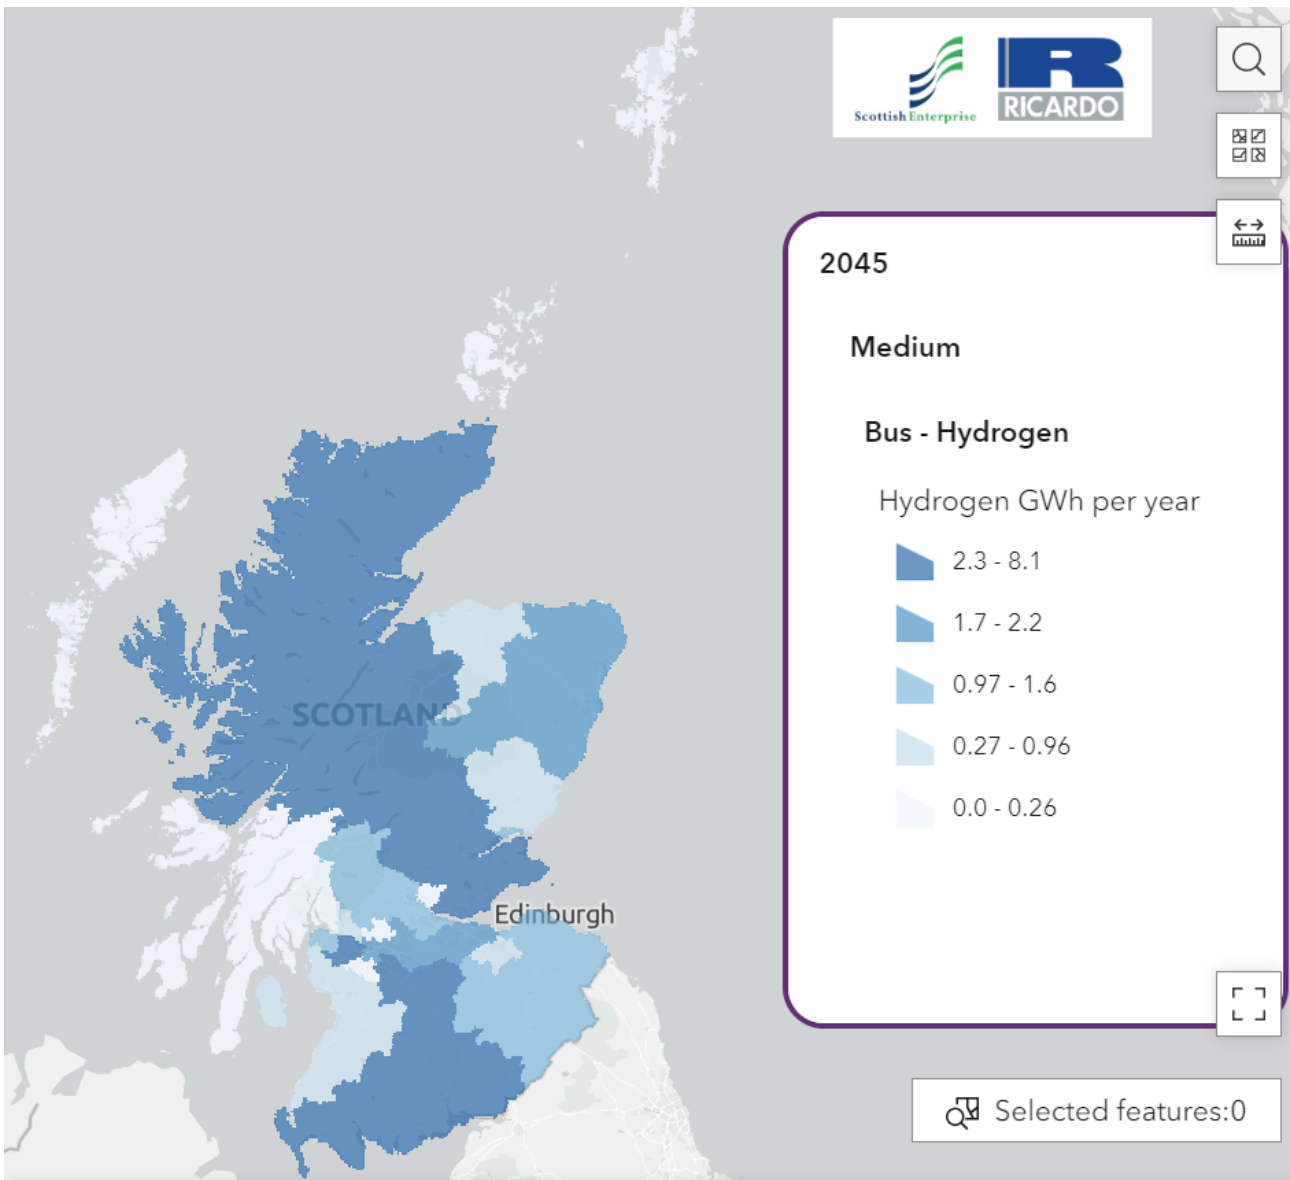 Scottish Enterprise
RICARDO
2045
Medium
Bus - Hydrogen
Hydrogen GWh per year
2.3 - 8.1
1.7 - 2.2
0.97 - 1.6
0.27 - 0.96
0.0 - 0.26
SCOTLAND
Edinburgh
Selected features:0